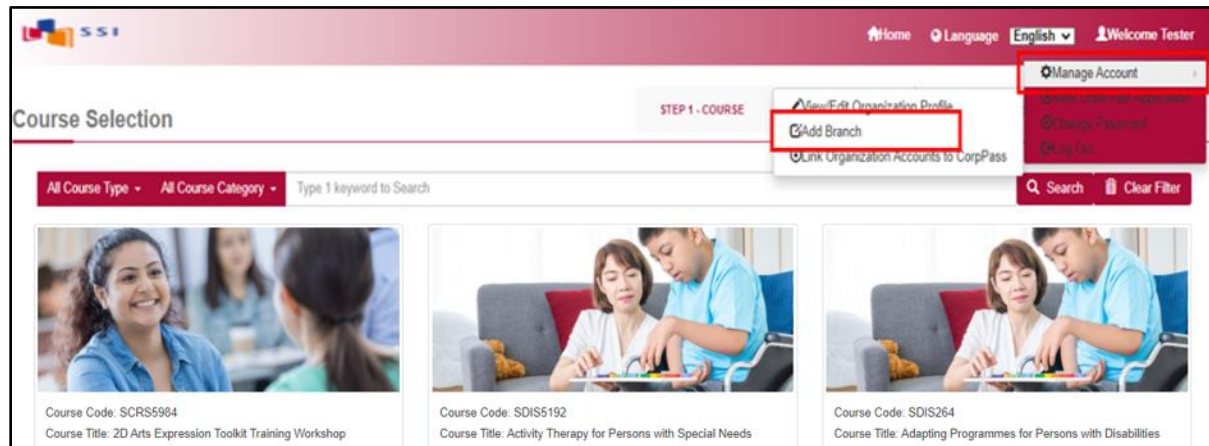 SSI
Home Language English Welcome Tester
Manage Account
View/Edit Organization Profile
Add Branch
Link Organization Accounts to CorpPass
Change Password
Log Out
Course Selection
STEP 1 - COURSE
All Course Type All Course Category Type 1 keyword to Search Search Clear Filter
Course Code: SCRS5984
Course Title: 2D Arts Expression Toolkit Training Workshop
Course Code: SDIS5192
Course Title: Activity Therapy for Persons with Special Needs
Course Code: SDIS264
Course Title: Adapting Programmes for Persons with Disabilities